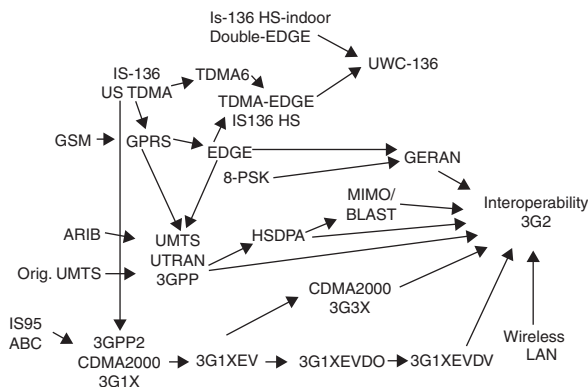 Is-136 HS-indoor
Double-EDGE
UWC-136
IS-136
US TDMA
TDMA6
TDMA-EDGE
IS136 HS
GSM
GPRS
EDGE
8-PSK
GERAN
MIMO/
BLAST
Interoperability
3G2
ARIB
UMTS
UTRAN
3GPP
HSDPA
Orig. UMTS
CDMA2000
3G3X
IS95
ABC
3GPP2
CDMA2000
3G1X
3G1XEV
3G1XEVDO
3G1XEVDV
Wireless
LAN